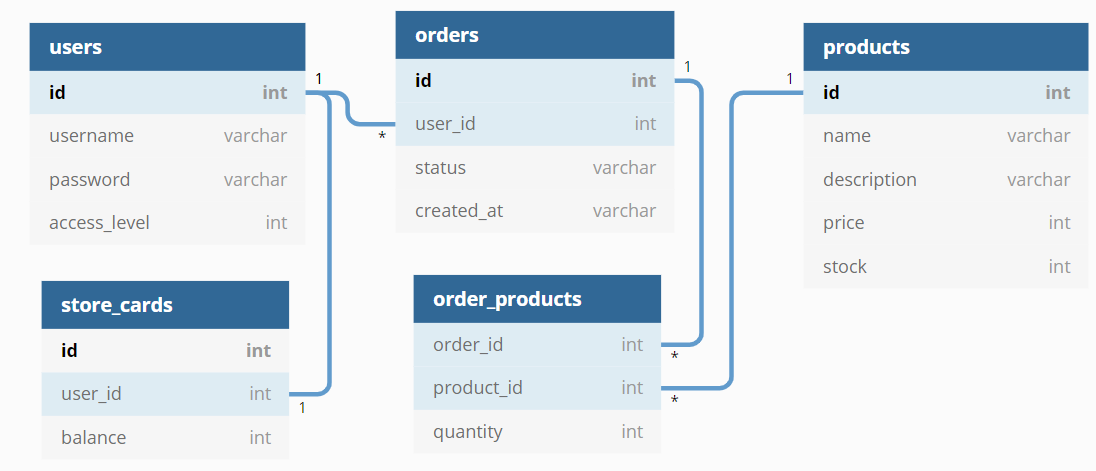 users
id int
username varchar
password varchar
access_level int
1
*
orders
id int
user_id int
status varchar
created_at varchar
1
1
products
id int
name varchar
description varchar
price int
stock int
store_cards
id int
user_id int
balance int
1
order_products
order_id int
product_id int
quantity int
*
*